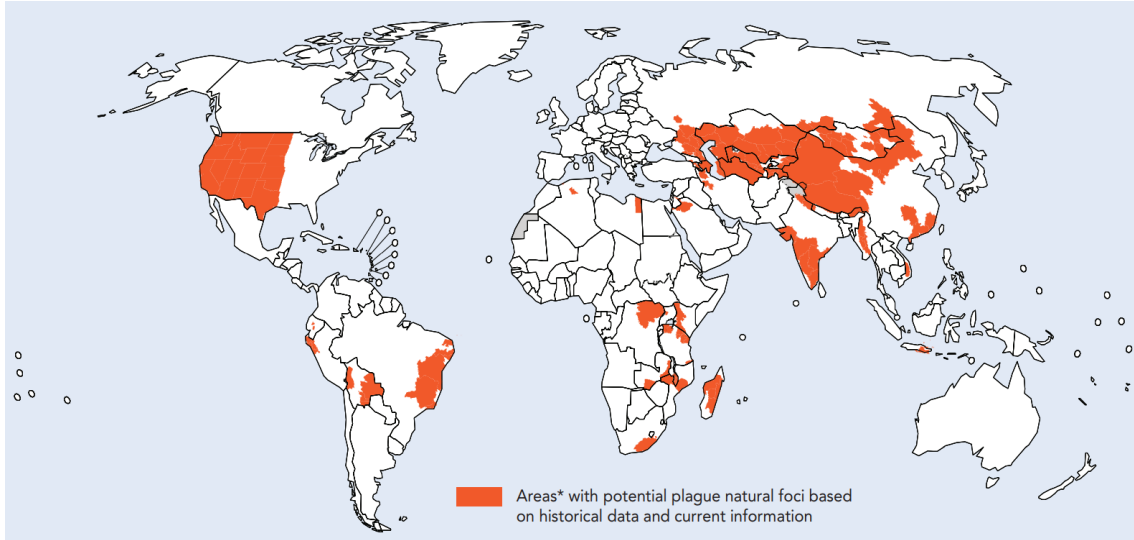 Areas* with potential plague natural foci based
on historical data and current information